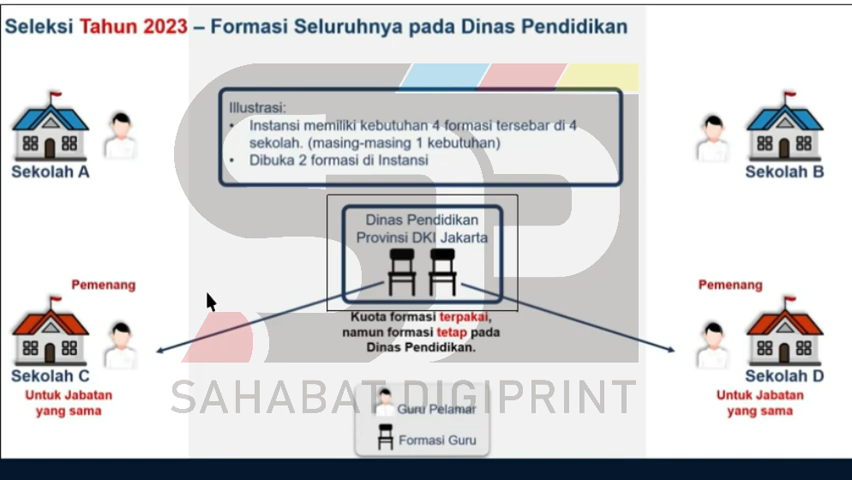 Seleksi Tahun 2023 – Formasi Seluruhnya pada Dinas Pendidikan
Illustrasi:
• Instansi memiliki kebutuhan 4 formasi tersebar di 4
sekolah. (masing-masing 1 kebutuhan)
• Dibuka 2 formasi di Instansi
Sekolah A
Sekolah B
Dinas Pendidikan
Provinsi DKI Jakarta
Pemenang
Pemenang
Kuota formasi terpakai,
namun formasi tetap pada
Dinas Pendidikan.
Sekolah C
Untuk Jabatan
yang sama
Sekolah D
Untuk Jabatan
yang sama
SAHABAT DIGIPRINT
Guru Pelamar
Formasi Guru